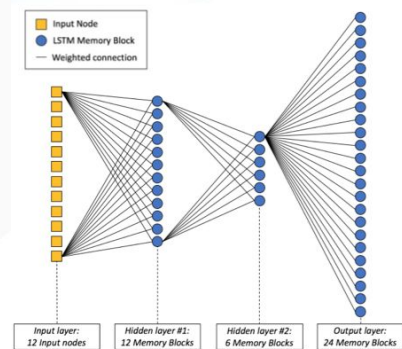 Input Node
LSTM Memory Block
Weighted connection
Input layer:
12 Input nodes
Hidden layer #1:
12 Memory Blocks
Hidden layer #2:
6 Memory Blocks
Output layer:
24 Memory Blocks